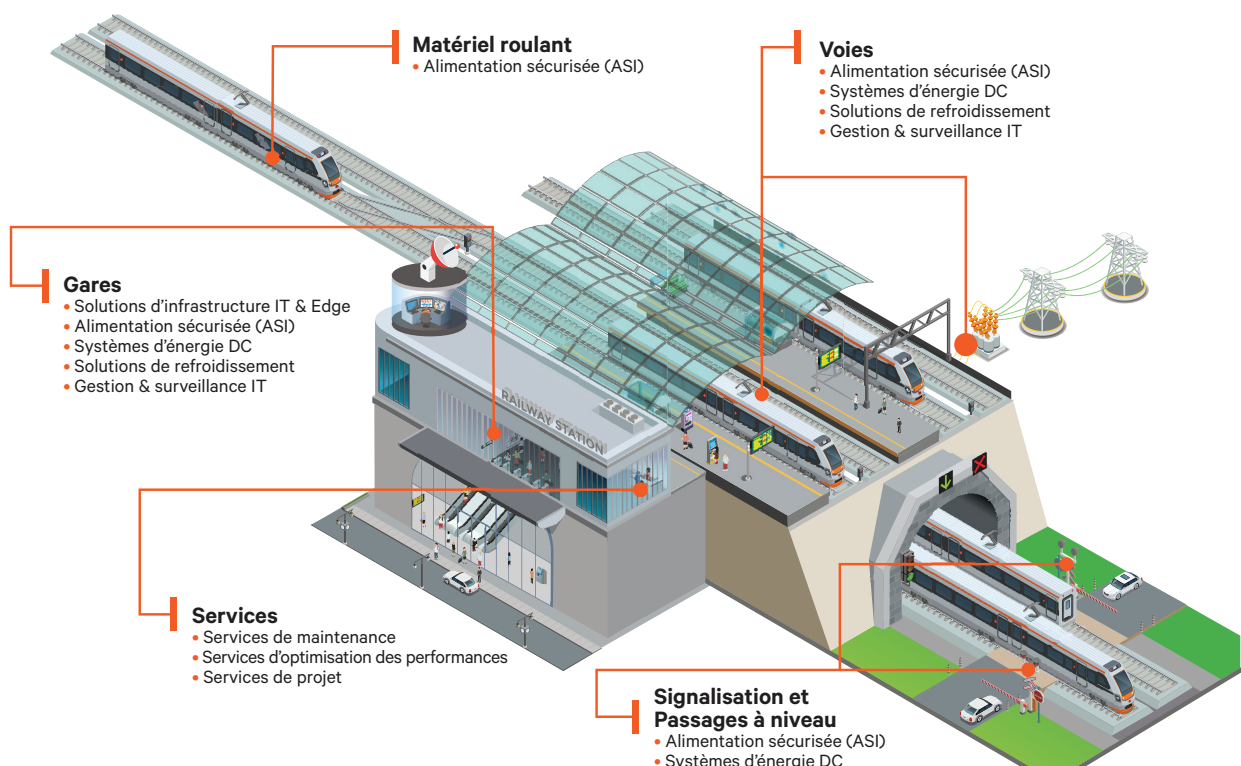 Matériel roulant
• Alimentation sécurisée (ASI)
Voies
• Alimentation sécurisée (ASI)
• Systèmes d'énergie DC
• Solutions de refroidissement
• Gestion & surveillance IT
Gares
• Solutions d'infrastructure IT & Edge
• Alimentation sécurisée (ASI)
• Systèmes d'énergie DC
• Solutions de refroidissement
• Gestion & surveillance IT
RAILWAY STATION
Services
• Services de maintenance
• Services d'optimisation des performances
• Services de projet
Signalisation et
Passages à niveau
• Alimentation sécurisée (ASI)
• Systèmes d'énergie DC